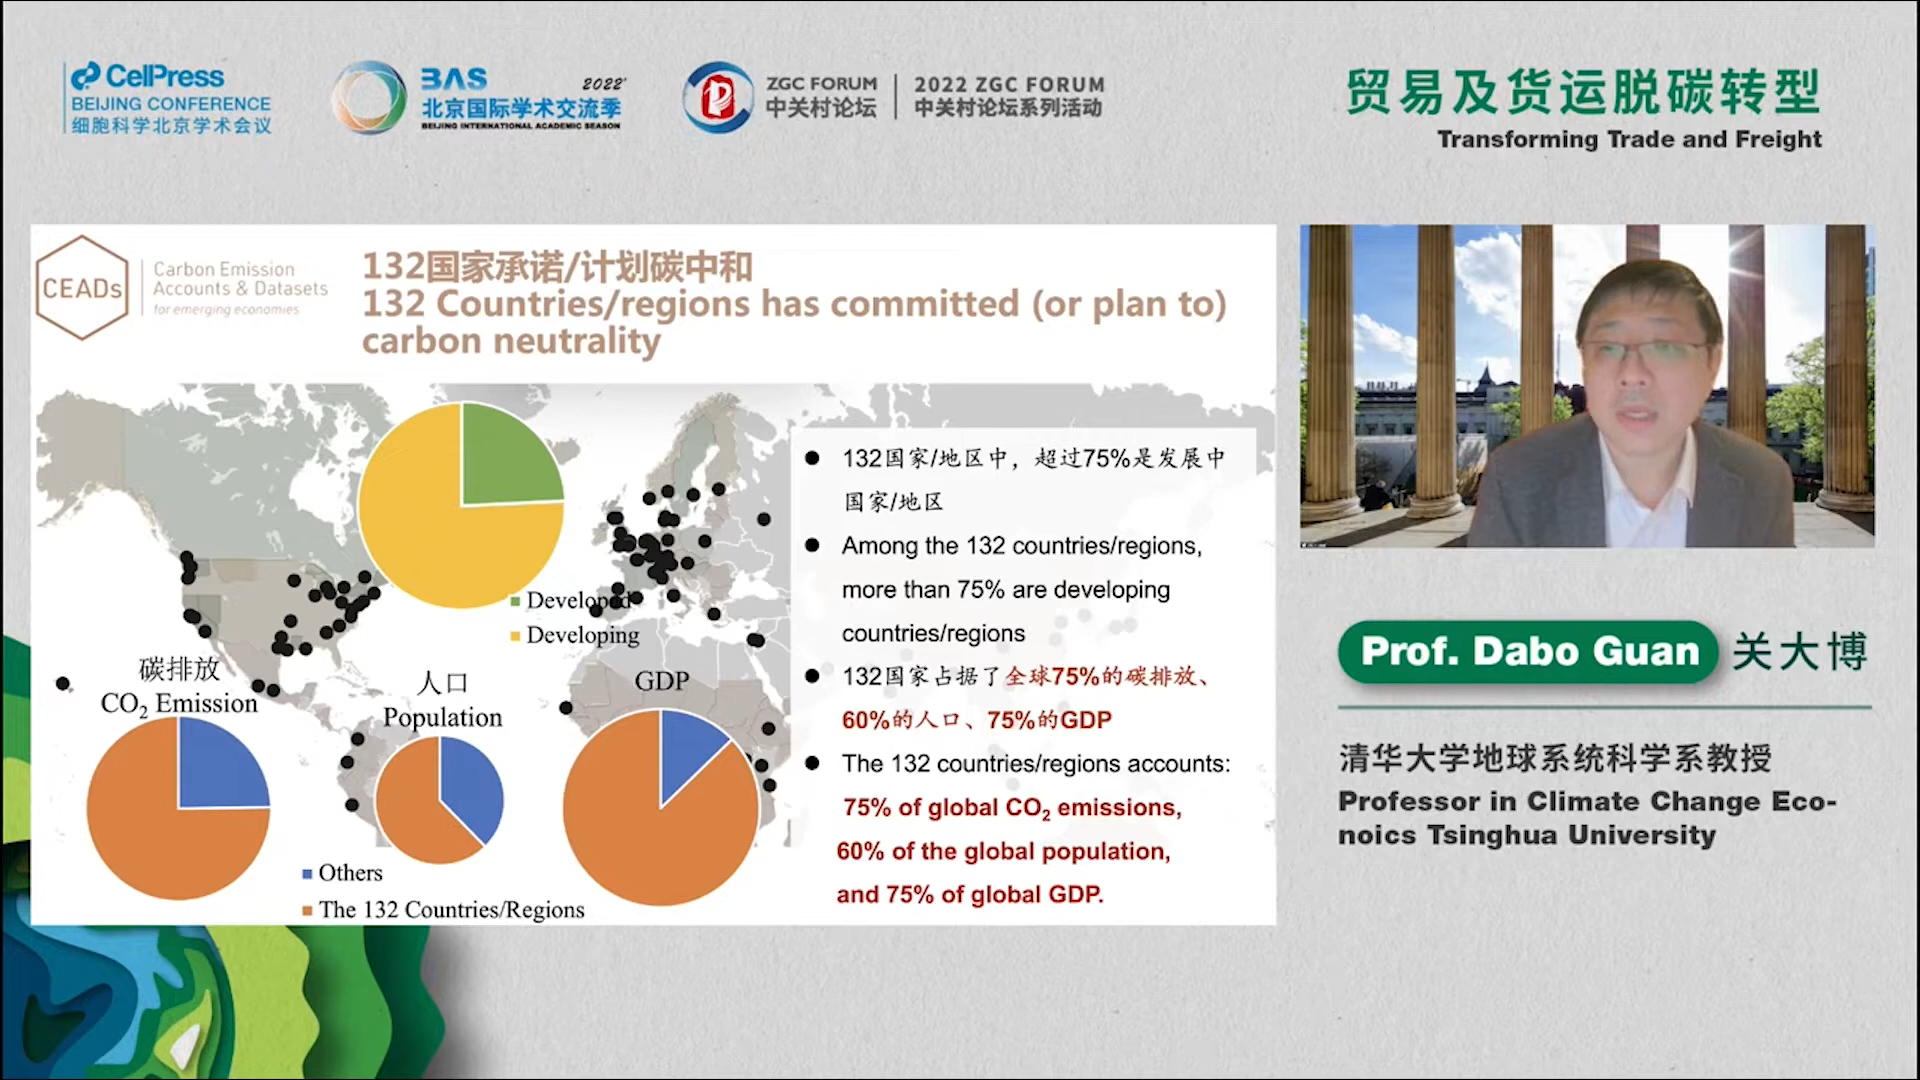 CellPress
BEIJING CONFERENCE
细胞科学北京学术会议
BAS 2022
北京国际学术交流季
BEIJING INTERNATIONAL ACADEMIC SEASON
ZGC FORUM
中关村论坛
2022 ZGC FORUM
中关村论坛系列活动
贸易及货运脱碳转型
Transforming Trade and Freight
CEADs
Carbon Emission
Accounts & Datasets
for emerging economies
132国家承诺/计划碳中和
132 Countries/regions has committed (or plan to)
carbon neutrality
Developed
Developing
碳排放
CO₂ Emission
人口
Population
GDP
Others
The 132 Countries/Regions
132国家/地区中，超过75%是发展中
国家/地区
Among the 132 countries/regions,
more than 75% are developing
countries/regions
132国家占据了全球75%的碳排放、
60%的人口、75%的GDP
The 132 countries/regions accounts:
75% of global CO₂ emissions,
60% of the global population,
and 75% of global GDP.
Prof. Dabo Guan 关大博
清华大学地球系统科学系教授
Professor in Climate Change Eco-
noics Tsinghua University